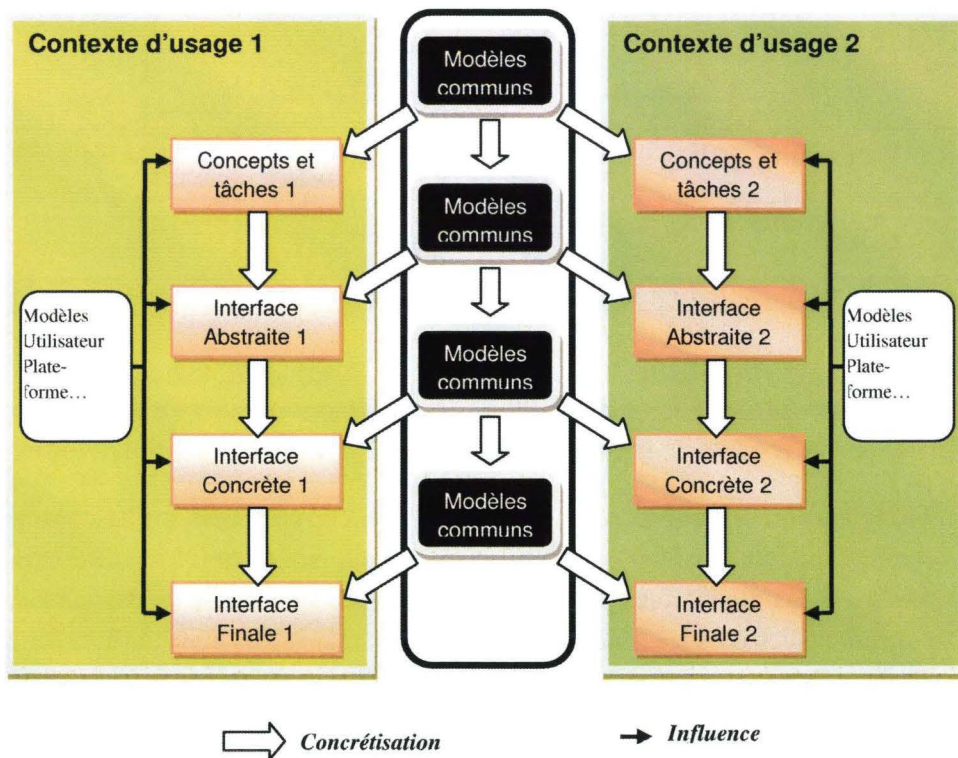 Contexte d'usage 1
Modèles
communs
Contexte d'usage 2
Concepts et
tâches 1
Modèles
communs
Concepts et
tâches 2
Modèles
Utilisateur
Plate-
forme…
Interface
Abstraite 1
Interface
Abstraite 2
Modèles
Utilisateur
Plate-
forme…
Modèles
communs
Interface
Concrète 1
Interface
Concrète 2
Modèles
communs
Interface
Finale 1
Interface
Finale 2
Concrétisation
Influence